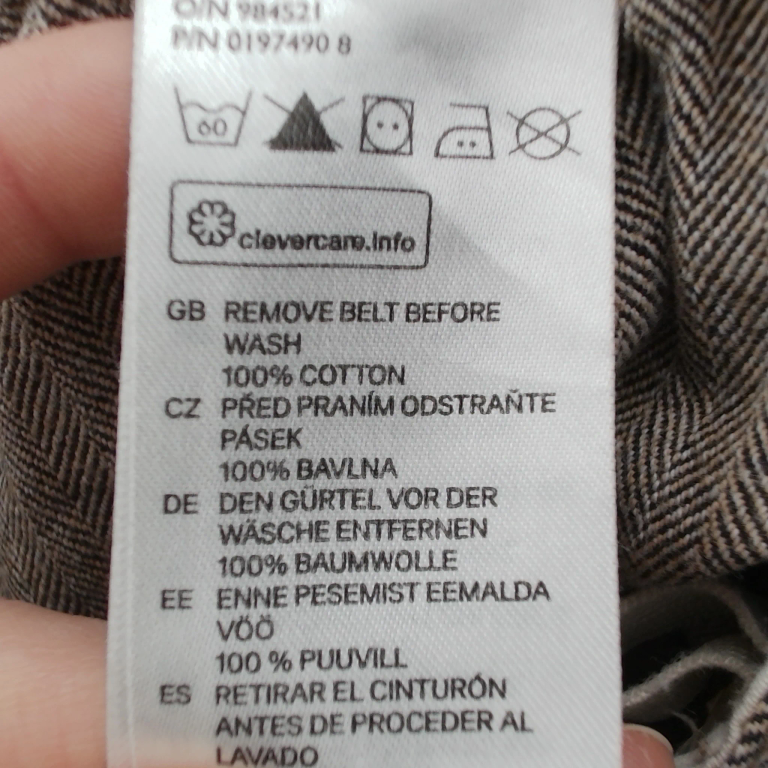 O/N 984521
P/N 0197490 8
60
clevercare.info
GB REMOVE BELT BEFORE
WASH
100% COTTON
CZ PŘED PRANÍM ODSTRAŇTE
PÁSEK
100% BAVLNA
DE DEN GÜRTEL VOR DER
WÄSCHE ENTFERNEN
100% BAUMWOLLE
EE ENNE PESEMIST EEMALDA
VÖÖ
100 % PUUVILL
ES RETIRAR EL CINTURÓN
ANTES DE PROCEDER AL
LAVADO